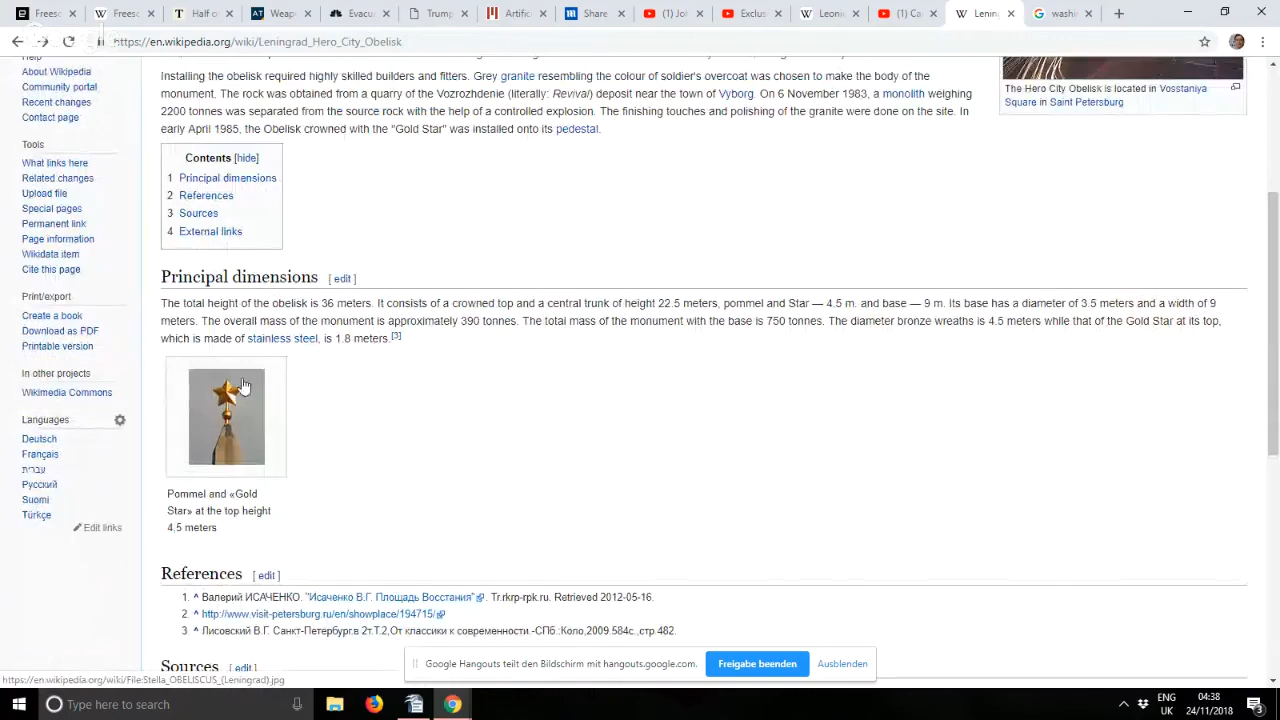 Freesc
Freesc
Half o
Weap
Evacu
Trump
Artific
Share
Jo
Exclus
Leoni
Ca
Lenin
washi
https://en.wikipedia.org/wiki/Leningrad_Hero_City_Obelisk
Help
About Wikipedia
Community portal
Recent changes
Contact page
Tools
What links here
Related changes
Upload file
Special pages
Permanent link
Page information
Wikidata item
Cite this page
Print/export
Create a book
Download as PDF
Printable version
In other projects
Wikimedia Commons
Languages
Deutsch
Français
עברית
Русский
Suomi
Türkçe
Edit links
Installing the obelisk required highly skilled builders and fitters. Grey granite resembling the colour of soldier's overcoat was chosen to make the body of the
monument. The rock was obtained from a quarry of the Vozrozhdenie (literally: Revival) deposit near the town of Vyborg. On 6 November 1983, a monolith weighing
2200 tonnes was separated from the source rock with the help of a controlled explosion. The finishing touches and polishing of the granite were done on the site. In
early April 1985, the Obelisk crowned with the "Gold Star" was installed onto its pedestal.
The Hero City Obelisk is located in Vosstaniya
Square in Saint Petersburg
Contents [hide]
1 Principal dimensions
2 References
3 Sources
4 External links
Principal dimensions [ edit ]
The total height of the obelisk is 36 meters. It consists of a crowned top and a central trunk of height 22.5 meters, pommel and Star — 4.5 m. and base — 9 m. Its base has a diameter of 3.5 meters and a width of 9
meters. The overall mass of the monument is approximately 390 tonnes. The total mass of the monument with the base is 750 tonnes. The diameter bronze wreaths is 4.5 meters while that of the Gold Star at its top,
which is made of stainless steel, is 1.8 meters.[3]
Pommel and «Gold
Star» at the top height
4,5 meters
References [ edit ]
1. ^ Валерий ИСАЧЕНКО. "Исаченко В.Г. Площадь Восстания". Tr.rkrp-rpk.ru. Retrieved 2012-05-16.
2. ^ http://www.visit-petersburg.ru/en/showplace/194715/
3 ^ Лисовский В.Г. Санкт-Петербург.в 2т.Т.2,От классики к современности -СПб.:Коло,2009.584с.,стр.482.
Sources [ edit ]
Google Hangouts teilt den Bildschirm mit hangouts.google.com.
Freigabe beenden
Ausblenden
https://en.wikipedia.org/wiki/File:Stella_OBELISCUS_(Leningrad).jpg
Type here to search
ENG
UK
04:38
24/11/2018
3